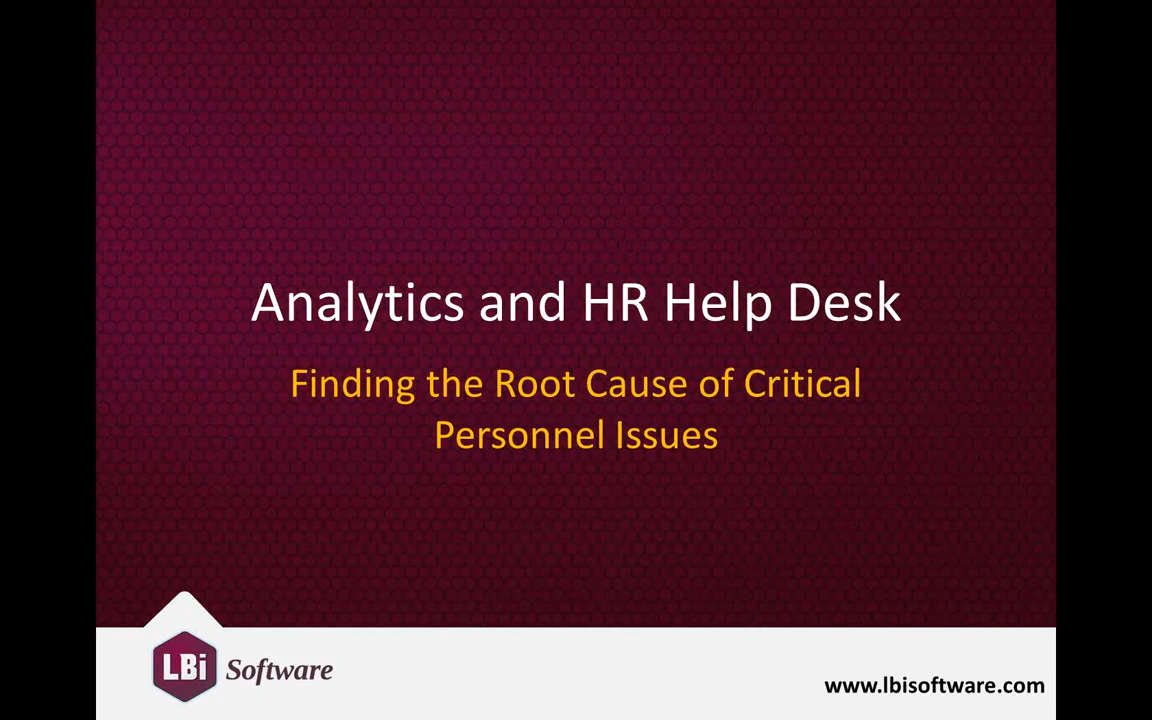 Analytics and HR Help Desk
Finding the Root Cause of Critical
Personnel Issues
LBi Software
www.lbisoftware.com